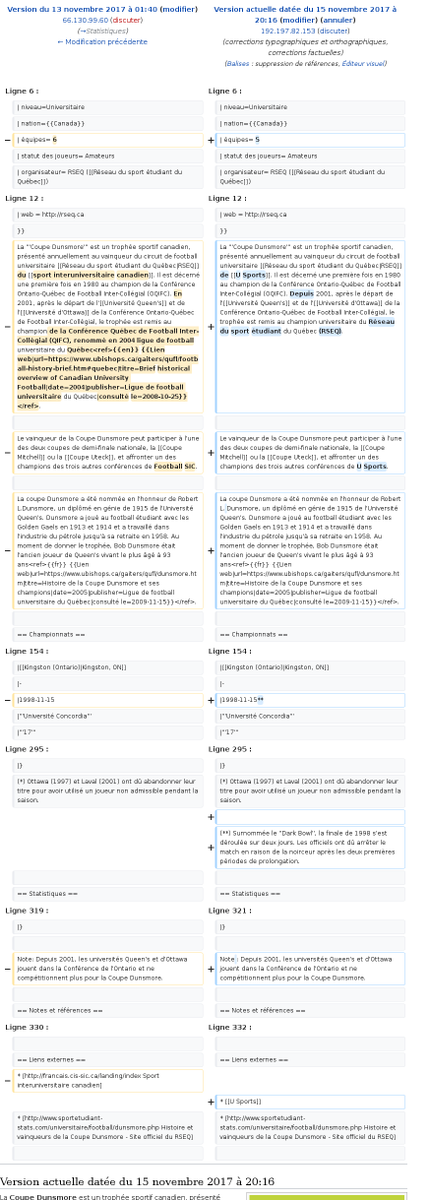 Version du 13 novembre 2017 à 01:40 (modifier)
66.130.99.60 (discuter)
(→Statistiques)
← Modification précédente
Version actuelle datée du 15 novembre 2017 à
20:16 (modifier) (annuler)
192.197.82.153 (discuter)
(corrections typographiques et orthographies,
corrections factuelles)
(Balises : suppression de références, Éditeur visuel)
Ligne 6 :
| niveau=Universitaire
| nation={{Canada}}
− | équipes= 6
| statut des joueurs= Amateurs
| organisateur= RSEQ ([[Réseau du sport étudiant du
Québec]])
Ligne 6 :
| niveau=Universitaire
| nation={{Canada}}
+ | équipes= 5
| statut des joueurs= Amateurs
| organisateur= RSEQ ([[Réseau du sport étudiant du
Québec]])
Ligne 12 :
| web = http://rseq.ca
}}
− La '''Coupe Dunsmore''' est un trophée sportif canadien,
présenté annuellement au vainqueur du circuit de football
universitaire [[Réseau du sport étudiant du Québec|RSEQ]]
du [[sport interuniversitaire canadien]]. Il est décerné
une première fois en 1980 au champion de la Conférence
Ontario-Québec de Football Inter-Collégial (OQIFC). En
2001, après le départ de l'[[Université Queen's]] et de
l'[[Université d'Ottawa]] de la Conférence Ontario-Québec
de Football Inter-Collégial, le trophée est remis au
champion de la Conférence Québec de Football Inter-
Collégial (QIFC), renommé en 2004 ligue de football
universitaire du Québec<ref>{{en}} {{Lien
web|url=https://www.ubishops.ca/gaiters/qufl/footb
all-history-brief.htm#quebec|titre=Brief historical
overview of Canadian University
Football|date=2004|publisher=Ligue de football
universitaire du Québec|consulté le=2008-10-25}}
</ref>.
− Le vainqueur de la Coupe Dunsmore peut participer à l'une
des deux coupes de demi-finale nationale, la [[Coupe
Mitchell]] ou la [[Coupe Uteck]], et affronter un des
champions des trois autres conférences de Football SIC.
− La coupe Dunsmore a été nommée en l'honneur de Robert
L.Dunsmore, un diplômé en génie de 1915 de l'Université
Queen's. Dunsmore a joué au football étudiant avec les
Golden Gaels en 1913 et 1914 et a travaillé dans
l'industrie du pétrole jusqu'à sa retraite en 1958. Au
moment de donner le trophée, Bob Dunsmore était
l'ancien joueur de Queen's vivant le plus âgé à 93
ans<ref>{{fr}} {{Lien
web|url=https://www.ubishops.ca/gaiters/qufl/dunsmore.ht
m|titre=Histoire de la Coupe Dunsmore et ses
champions|date=2005|publisher=Ligue de football
universitaire du Québec|consulté le=2009-11-15}}</ref>.
== Championnats ==
Ligne 12 :
| web = http://rseq.ca
}}
+ La '''Coupe Dunsmore''' est un trophée sportif canadien,
présenté annuellement au vainqueur du circuit de football
universitaire [[Réseau du sport étudiant du Québec|RSEQ]]
de [[U Sports]]. Il est décerné une première fois en 1980
au champion de la Conférence Ontario-Québec de Football
Inter-Collégial (OQIFC). Depuis 2001, après le départ de
l'[[Université Queen's]] et de l'[[Université d'Ottawa]] de la
Conférence Ontario-Québec de Football Inter-Collégial, le
trophée est remis au champion universitaire du Réseau
du sport étudiant du Québec (RSEQ).
+ Le vainqueur de la Coupe Dunsmore peut participer à l'une
des deux coupes de demi-finale nationale, la [[Coupe
Mitchell]] ou la [[Coupe Uteck]], et affronter un des
champions des trois autres conférences de U Sports.
+ La coupe Dunsmore a été nommée en l'honneur de Robert
L. Dunsmore, un diplômé en génie de 1915 de l'Université
Queen's. Dunsmore a joué au football étudiant avec les
Golden Gaels en 1913 et 1914 et a travaillé dans
l'industrie du pétrole jusqu'à sa retraite en 1958. Au
moment de donner le trophée, Bob Dunsmore était
l'ancien joueur de Queen's vivant le plus âgé à 93
ans<ref>{{fr}} {{Lien
web|url=https://www.ubishops.ca/gaiters/qufl/dunsmore.ht
m|titre=Histoire de la Coupe Dunsmore et ses
champions|date=2005|publisher=Ligue de football
universitaire du Québec|consulté le=2009-11-15}}</ref>.
== Championnats ==
Ligne 154 :
|[[Kingston (Ontario)|Kingston, ON]]
|-
− |1998-11-15
|'''Université Concordia'''
|'''17'''
Ligne 154 :
|[[Kingston (Ontario)|Kingston, ON]]
|-
+ |1998-11-15**
|'''Université Concordia'''
|'''17'''
Ligne 295 :
|}
(*) Ottawa (1997) et Laval (2001) ont dû abandonner leur
titre pour avoir utilisé un joueur non admissible pendant la
saison.
== Statistiques ==
Ligne 295 :
|}
(*) Ottawa (1997) et Laval (2001) ont dû abandonner leur
titre pour avoir utilisé un joueur non admissible pendant la
saison.
+
+ (**) Surnommée le "Dark Bowl", la finale de 1998 s'est
déroulée sur deux jours. Les officiels ont dû arrêter le
match en raison de la noirceur après les deux premières
périodes de prolongation.
== Statistiques ==
Ligne 319 :
|}
− Note: Depuis 2001, les universités Queen's et d'Ottawa
jouent dans la Conférence de l'Ontario et ne
compétitionnent plus pour la Coupe Dunsmore.
== Notes et références ==
Ligne 321 :
|}
+ Note : Depuis 2001, les universités Queen's et d'Ottawa
jouent dans la Conférence de l'Ontario et ne
compétitionnent plus pour la Coupe Dunsmore.
== Notes et références ==
Ligne 330 :
== Liens externes ==
− * [http://francais.cis-sic.ca/landing/index Sport
interuniversitaire canadien]
* [http://www.sportetudiant-
stats.com/universitaire/football/dunsmore.php Histoire et
vainqueurs de la Coupe Dunsmore - Site officiel du RSEQ]
Ligne 332 :
== Liens externes ==
+ * [[U Sports]]
* [http://www.sportetudiant-
stats.com/universitaire/football/dunsmore.php Histoire et
vainqueurs de la Coupe Dunsmore - Site officiel du RSEQ]
Version actuelle datée du 15 novembre 2017 à 20:16
La Coupe Dunsmore est un trophée sportif canadien, présenté